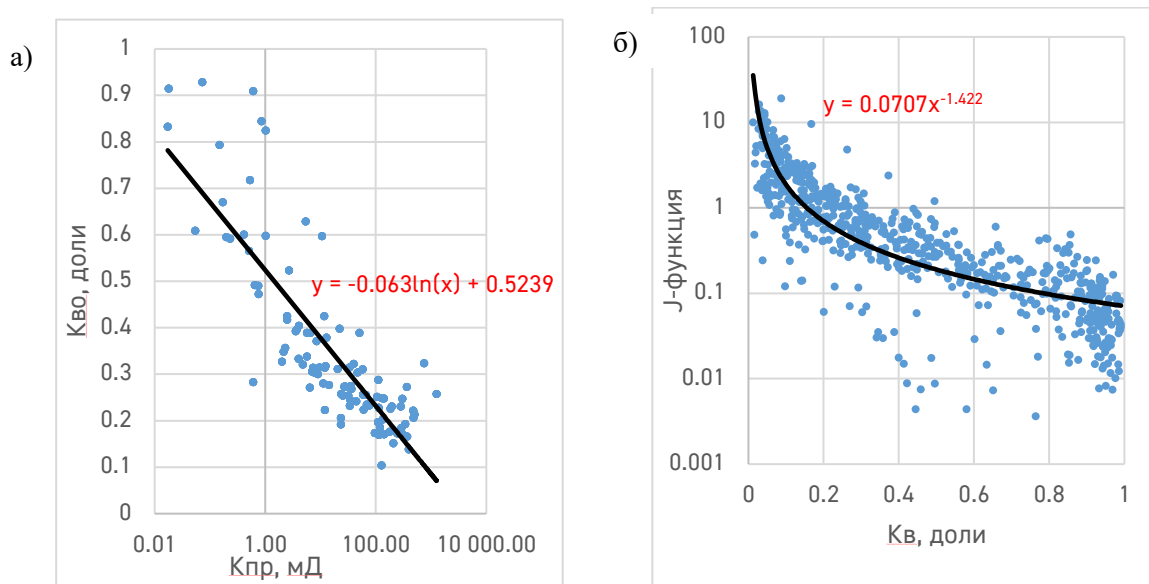 а)
1
0.9
0.8
0.7
0.6
0.5
0.4
0.3
0.2
0.1
0
Кво, доли
y = -0.063ln(x) + 0.5239
0.01 1.00 100.00 10 000.00
Кпр, мД
б)
100
10
1
0.1
0.01
0.001
J-функция
y = 0.0707x^-1.422
0 0.2 0.4 0.6 0.8 1
Кв, доли